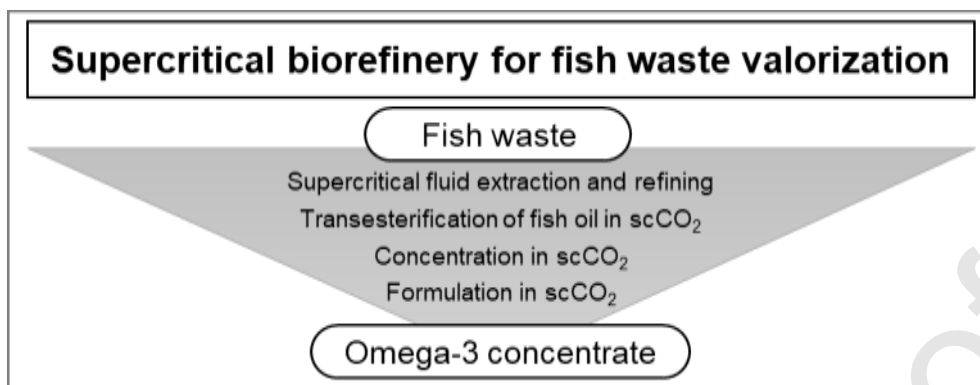 Supercritical biorefinery for fish waste valorization
Fish waste
Supercritical fluid extraction and refining
Transesterification of fish oil in scCO₂
Concentration in scCO₂
Formulation in scCO₂
Omega-3 concentrate